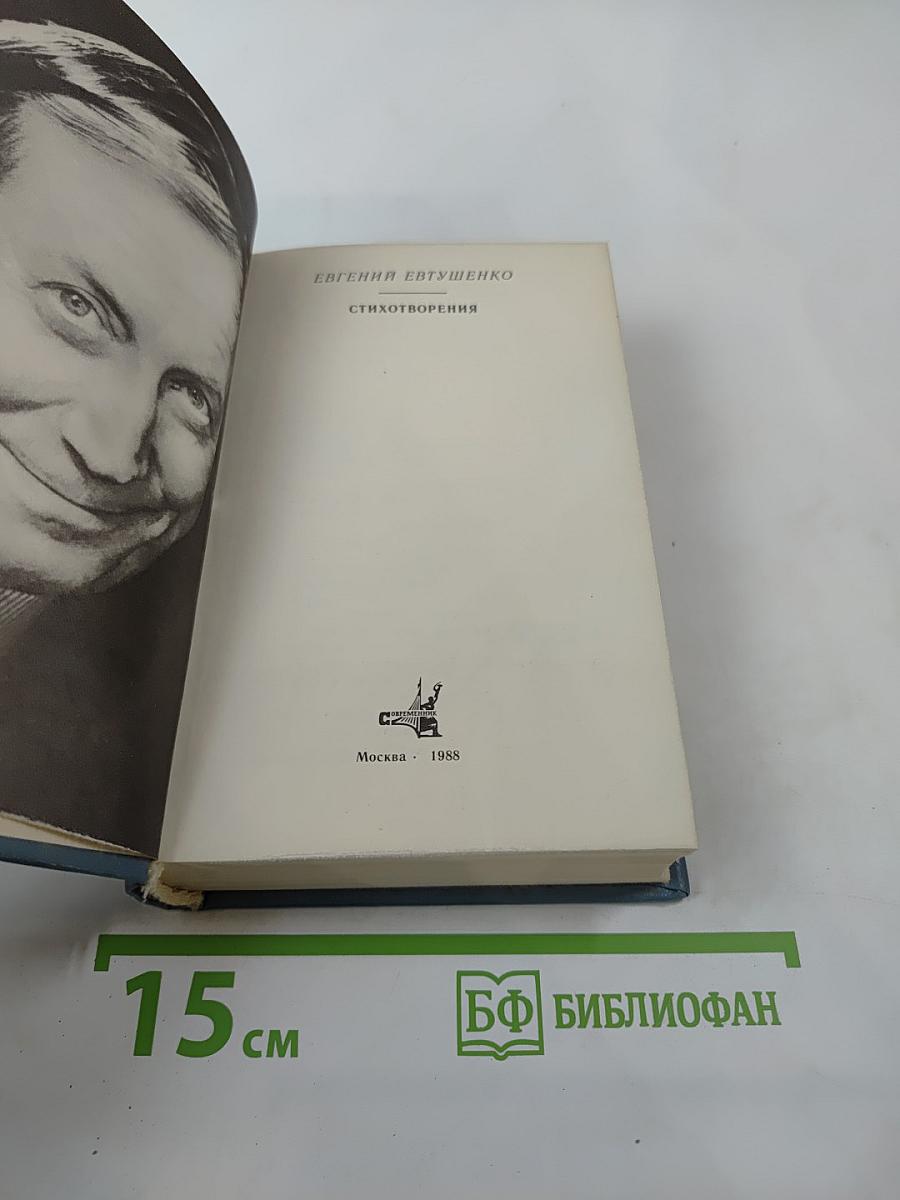 ЕВГЕНИЙ ЕВТУШЕНКО
СТИХОТВОРЕНИЯ
СОВРЕМЕННИК
Москва · 1988
15 см
БФ БИБЛИОФАН